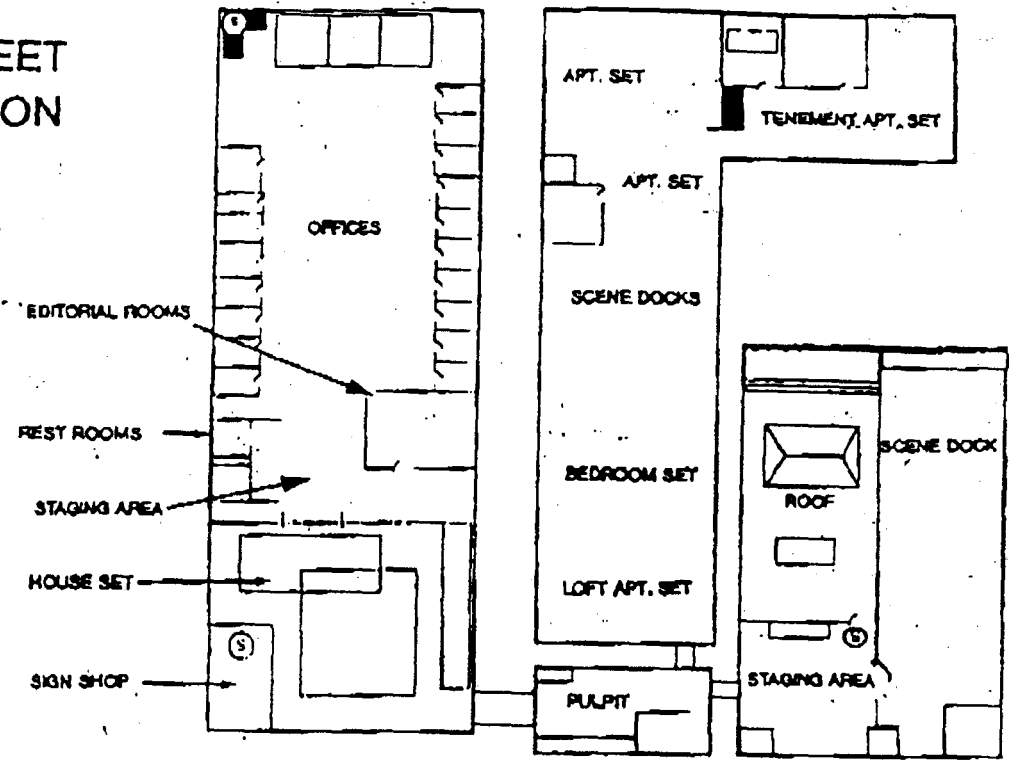 EET
ON
S
APT. SET
TENEMENT APT. SET
APT. SET
OFFICES
SCENE DOCKS
EDITORIAL ROOMS
REST ROOMS
SCENE DOCK
BEDROOM SET
ROOF
STAGING AREA
HOUSE SET
LOFT APT. SET
S
S
SIGN SHOP
STAGING AREA
PULPIT